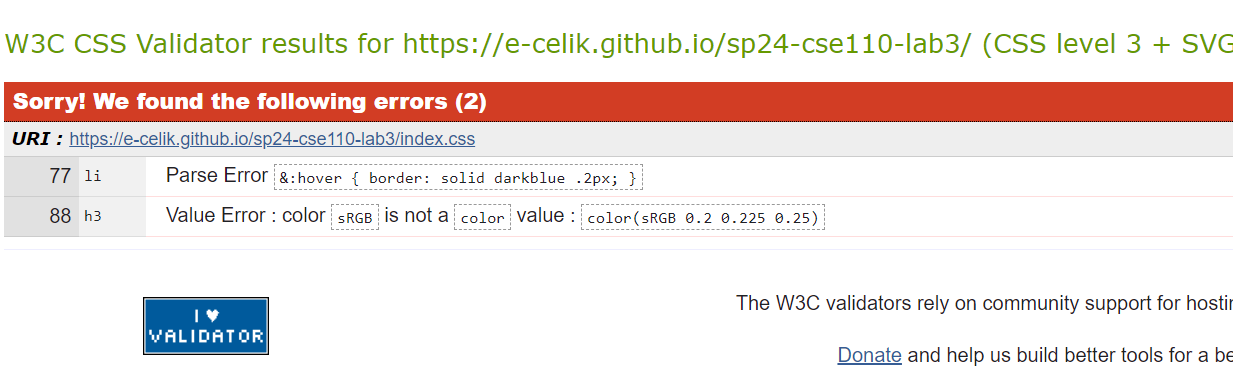 W3C CSS Validator results for https://e-celik.github.io/sp24-cse110-lab3/ (CSS level 3 + SVG
Sorry! We found the following errors (2)
URI : https://e-celik.github.io/sp24-cse110-lab3/index.css
77 li Parse Error &:hover { border: solid darkblue .2px; }
88 h3 Value Error : color sRGB is not a color value : color(sRGB 0.2 0.225 0.25)
I ♥
VALIDATOR
The W3C validators rely on community support for hostin
Donate and help us build better tools for a be